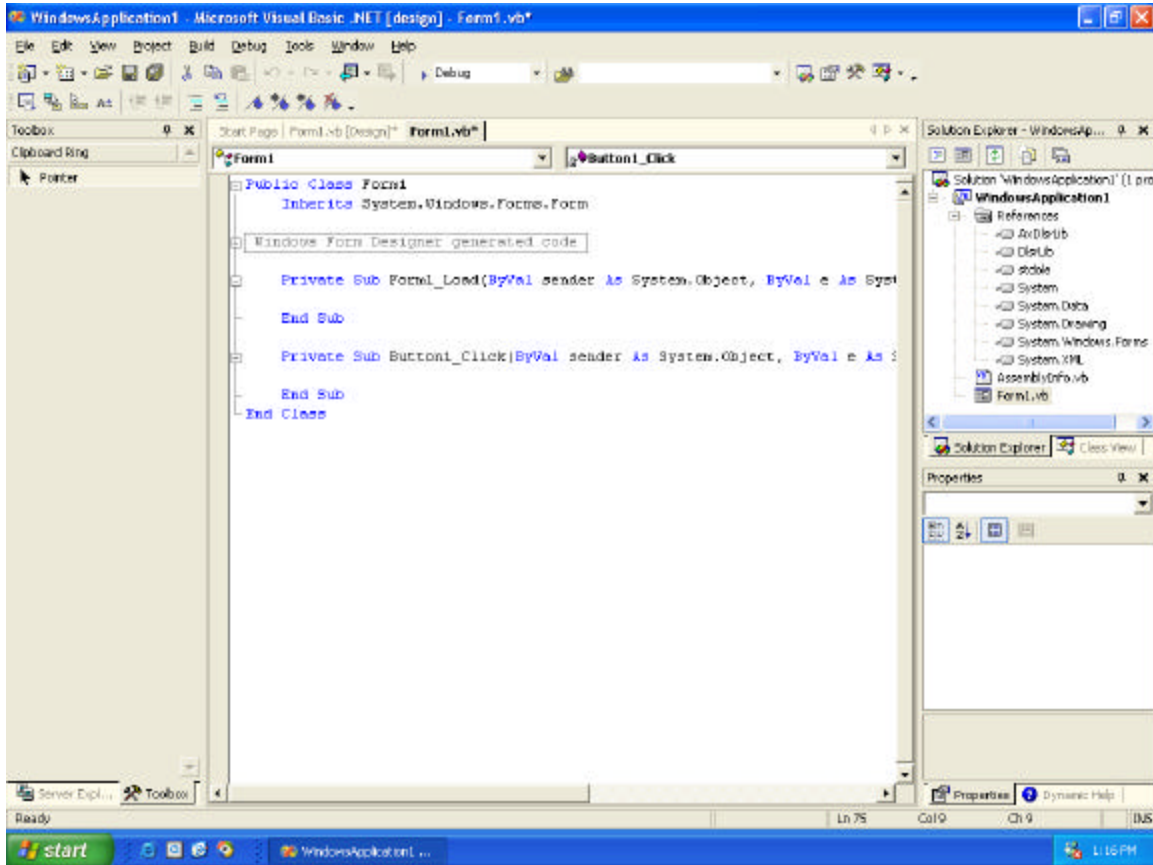 WindowsApplication1 - Microsoft Visual Basic .NET [design] - Form1.vb*
File Edit View Project Build Debug Tools Window Help
Debug
Toolbox
Clipboard Ring
Pointer
Start Page Form1.vb [Design]* Form1.vb*
Form1 Button1_Click
Public Class Form1
Inherits System.Windows.Forms.Form
Windows Form Designer generated code
Private Sub Form1_Load(ByVal sender As System.Object, ByVal e As Syst
End Sub
Private Sub Button1_Click(ByVal sender As System.Object, ByVal e As S
End Sub
End Class
Solution Explorer - WindowsAp...
Solution 'WindowsApplication1' (1 pro
WindowsApplication1
References
stdole
System
System.Data
System.Drawing
System.Windows.Forms
System.XML
AssemblyInfo.vb
Form1.vb
Solution Explorer Class View
Properties
Server Expl... Toolbox
Properties Dynamic Help
Ready Ln 75 Col 9 Ch 9 INS
start WindowsApplication1 ... 1:16 PM